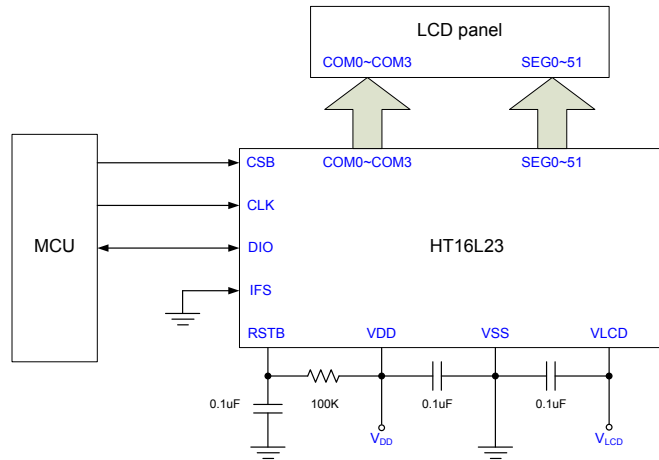 LCD panel
COM0~COM3 SEG0~51
CSB COM0~COM3 SEG0~51
CLK
MCU DIO HT16L23
IFS
RSTB VDD VSS VLCD
0.1uF 100K 0.1uF 0.1uF
VDD VLCD